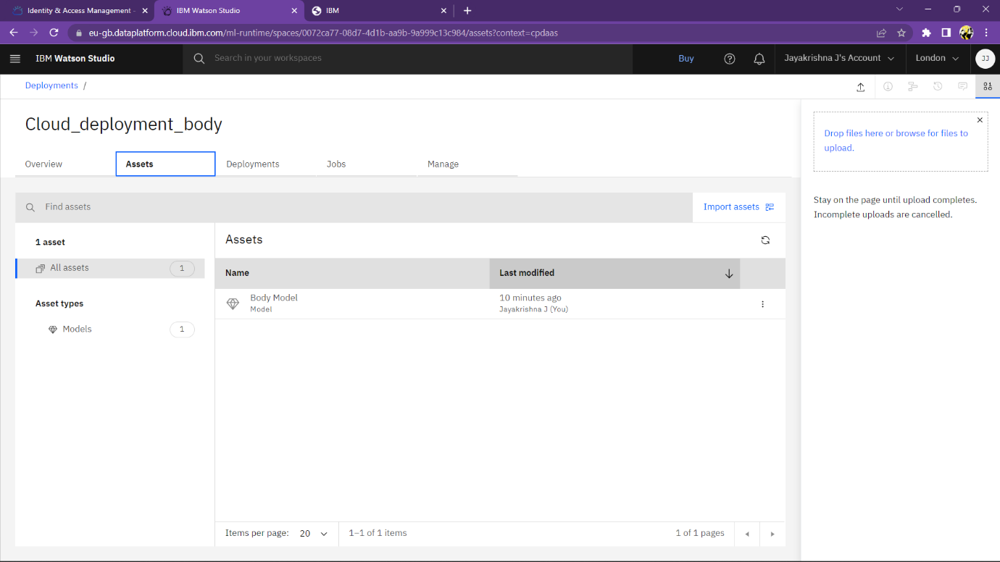 Identity & Access Management -
IBM Watson Studio
IBM
eu-gb.dataplatform.cloud.ibm.com/ml-runtime/spaces/0072ca77-08d7-4d1b-aa9b-9a999c13c984/assets?context=cpdaas
IBM Watson Studio
Search in your workspaces
Buy
Jayakrishna J's Account
London
JJ
Deployments /
Cloud_deployment_body
Overview
Assets
Deployments
Jobs
Manage
Find assets
Import assets
1 asset
All assets
1
Asset types
Models
1
Assets
Name
Last modified
Body Model
Model
10 minutes ago
Jayakrishna J (You)
Items per page:
20
1–1 of 1 items
1 of 1 pages
Drop files here or browse for files to
upload.
Stay on the page until upload completes.
Incomplete uploads are cancelled.